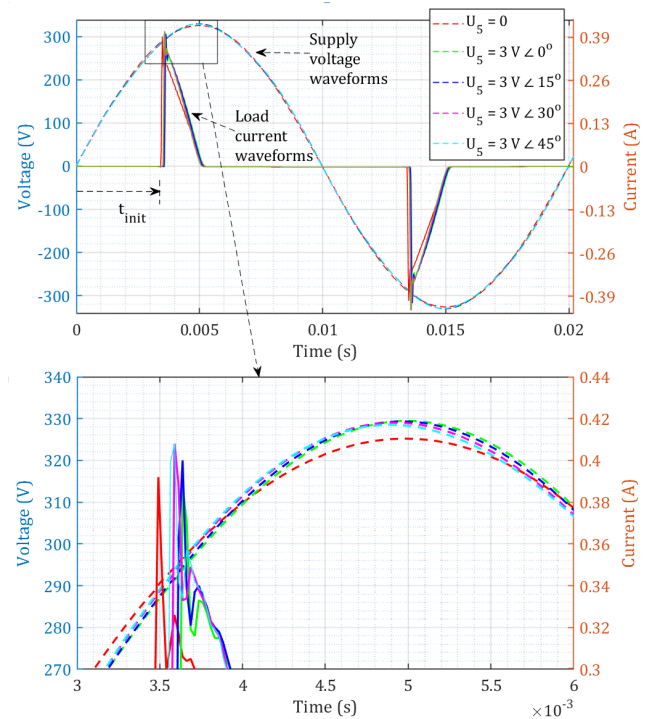 300
200
100
0
-100
-200
-300
Voltage (V)
0.39
0.26
0.13
0
-0.13
-0.26
-0.39
Current (A)
U5 = 0
U5 = 3 V ∠ 0°
U5 = 3 V ∠ 15°
U5 = 3 V ∠ 30°
U5 = 3 V ∠ 45°
Supply
voltage
waveforms
Load
current
waveforms
tinit
0 0.005 0.01 0.015 0.02
Time (s)
340
330
320
310
300
290
280
270
Voltage (V)
0.44
0.42
0.4
0.38
0.36
0.34
0.32
0.3
Current (A)
3 3.5 4 4.5 5 5.5 6
Time (s)
×10-3